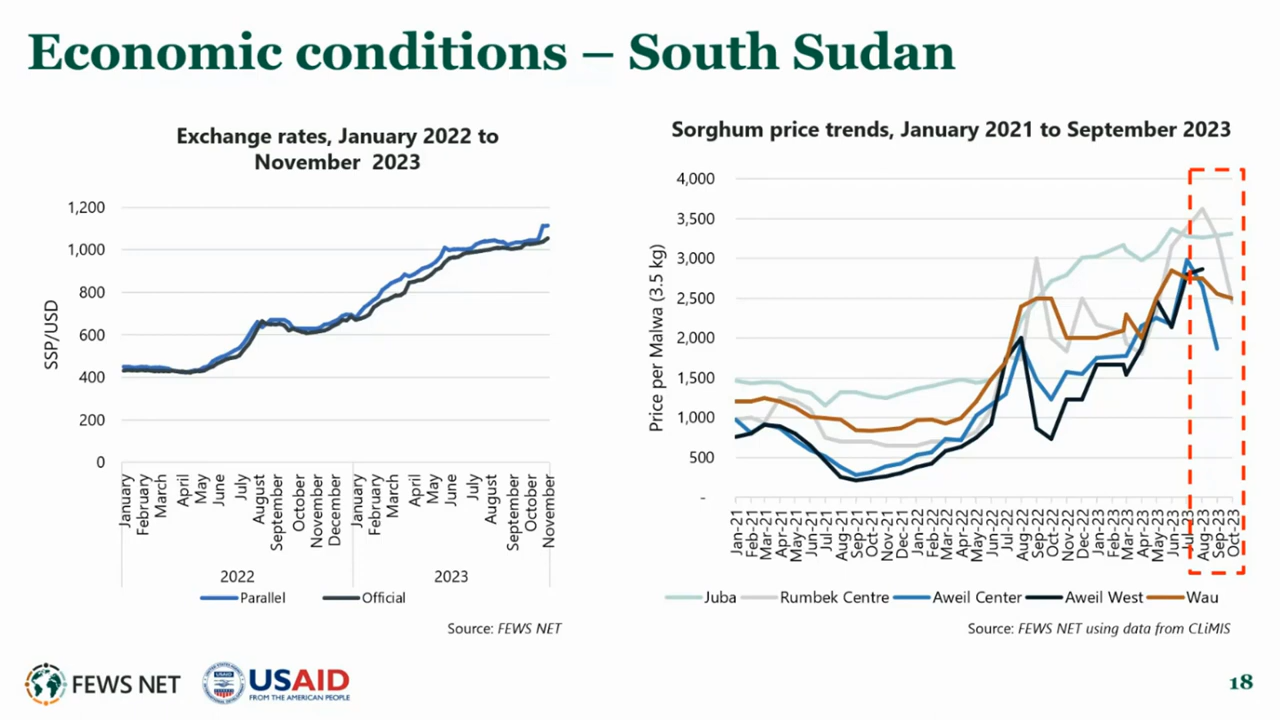 Economic conditions – South Sudan
Exchange rates, January 2022 to
November 2023
SSP/USD
1,200
1,000
800
600
400
200
0
January
February
March
April
May
June
July
August
September
October
November
December
January
February
March
April
May
June
July
August
September
October
November
2022
2023
Parallel
Official
Source: FEWS NET
Sorghum price trends, January 2021 to September 2023
Price per Malwa (3.5 kg)
4,000
3,500
3,000
2,500
2,000
1,500
1,000
500
-
Jan-21
Feb-21
Mar-21
Apr-21
May-21
Jun-21
Jul-21
Aug-21
Sep-21
Oct-21
Nov-21
Dec-21
Jan-22
Feb-22
Mar-22
Apr-22
May-22
Jun-22
Jul-22
Aug-22
Sep-22
Oct-22
Nov-22
Dec-22
Jan-23
Feb-23
Mar-23
Apr-23
May-23
Jun-23
Jul-23
Aug-23
Sep-23
Oct-23
Juba
Rumbek Centre
Aweil Center
Aweil West
Wau
Source: FEWS NET using data from CLiMIS
FEWS NET
USAID
FROM THE AMERICAN PEOPLE
18